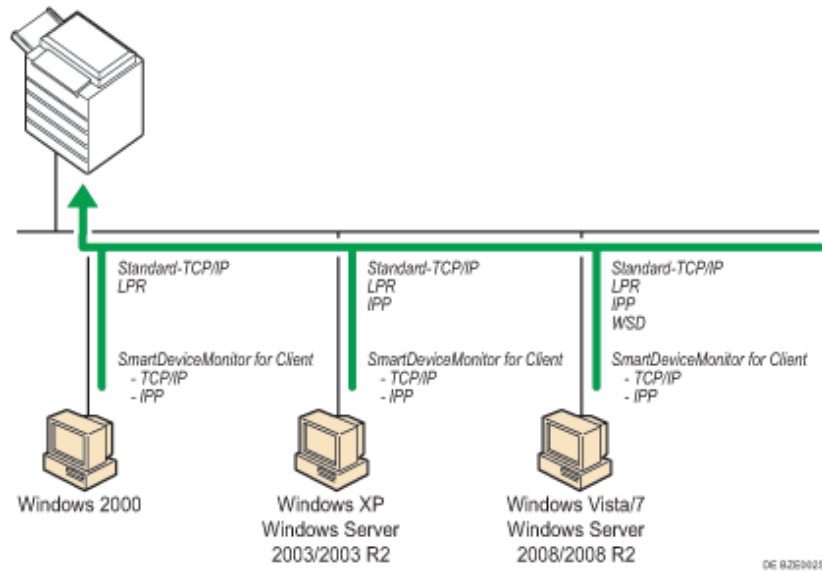 Standard-TCP/IP
LPR
SmartDeviceMonitor for Client
- TCP/IP
- IPP
Windows 2000
Standard-TCP/IP
LPR
IPP
SmartDeviceMonitor for Client
- TCP/IP
- IPP
Windows XP
Windows Server
2003/2003 R2
Standard-TCP/IP
LPR
IPP
WSD
SmartDeviceMonitor for Client
- TCP/IP
- IPP
Windows Vista/7
Windows Server
2008/2008 R2
DE